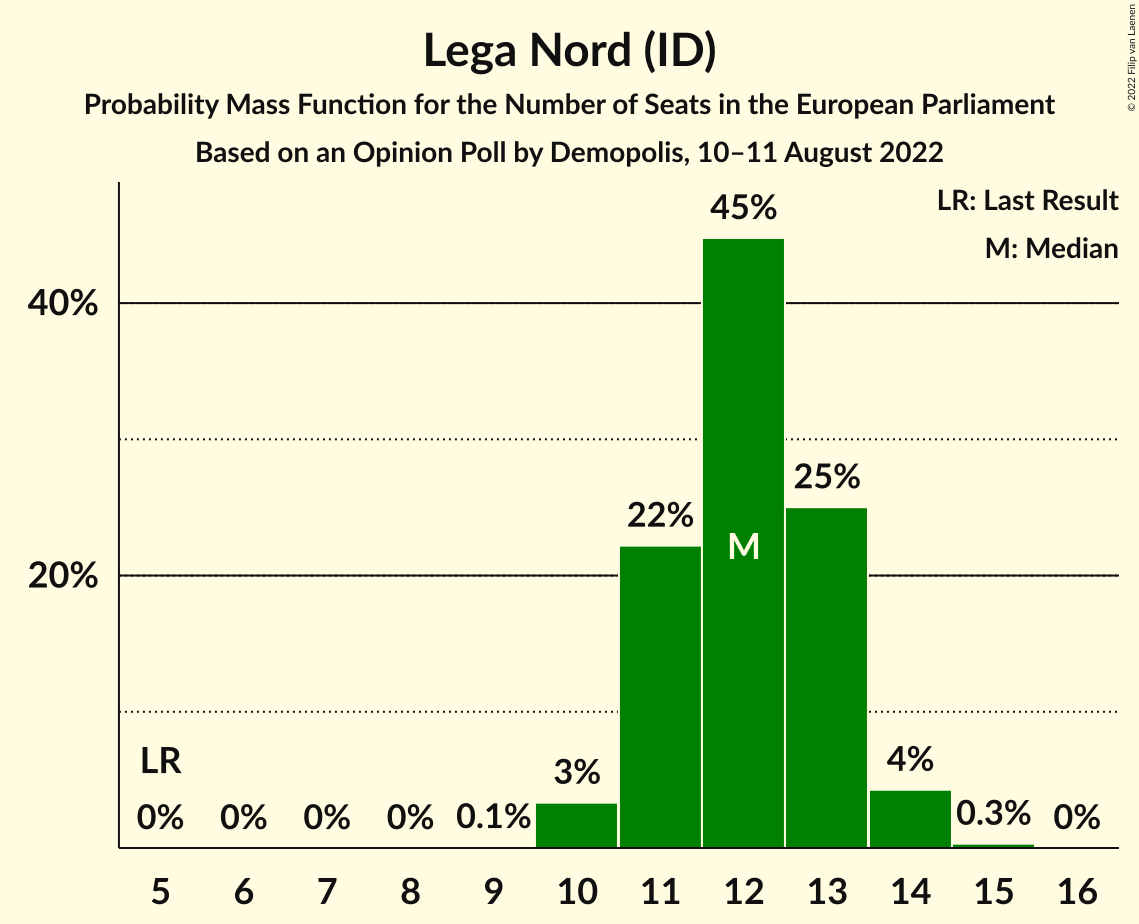 Lega Nord (ID)
Probability Mass Function for the Number of Seats in the European Parliament
Based on an Opinion Poll by Demopolis, 10–11 August 2022
© 2022 Filip van Laenen
LR: Last Result
M: Median
45%
40%
25%
22%
M
20%
LR
4%
3%
0% 0% 0% 0% 0.1% 0.3% 0%
5 6 7 8 9 10 11 12 13 14 15 16